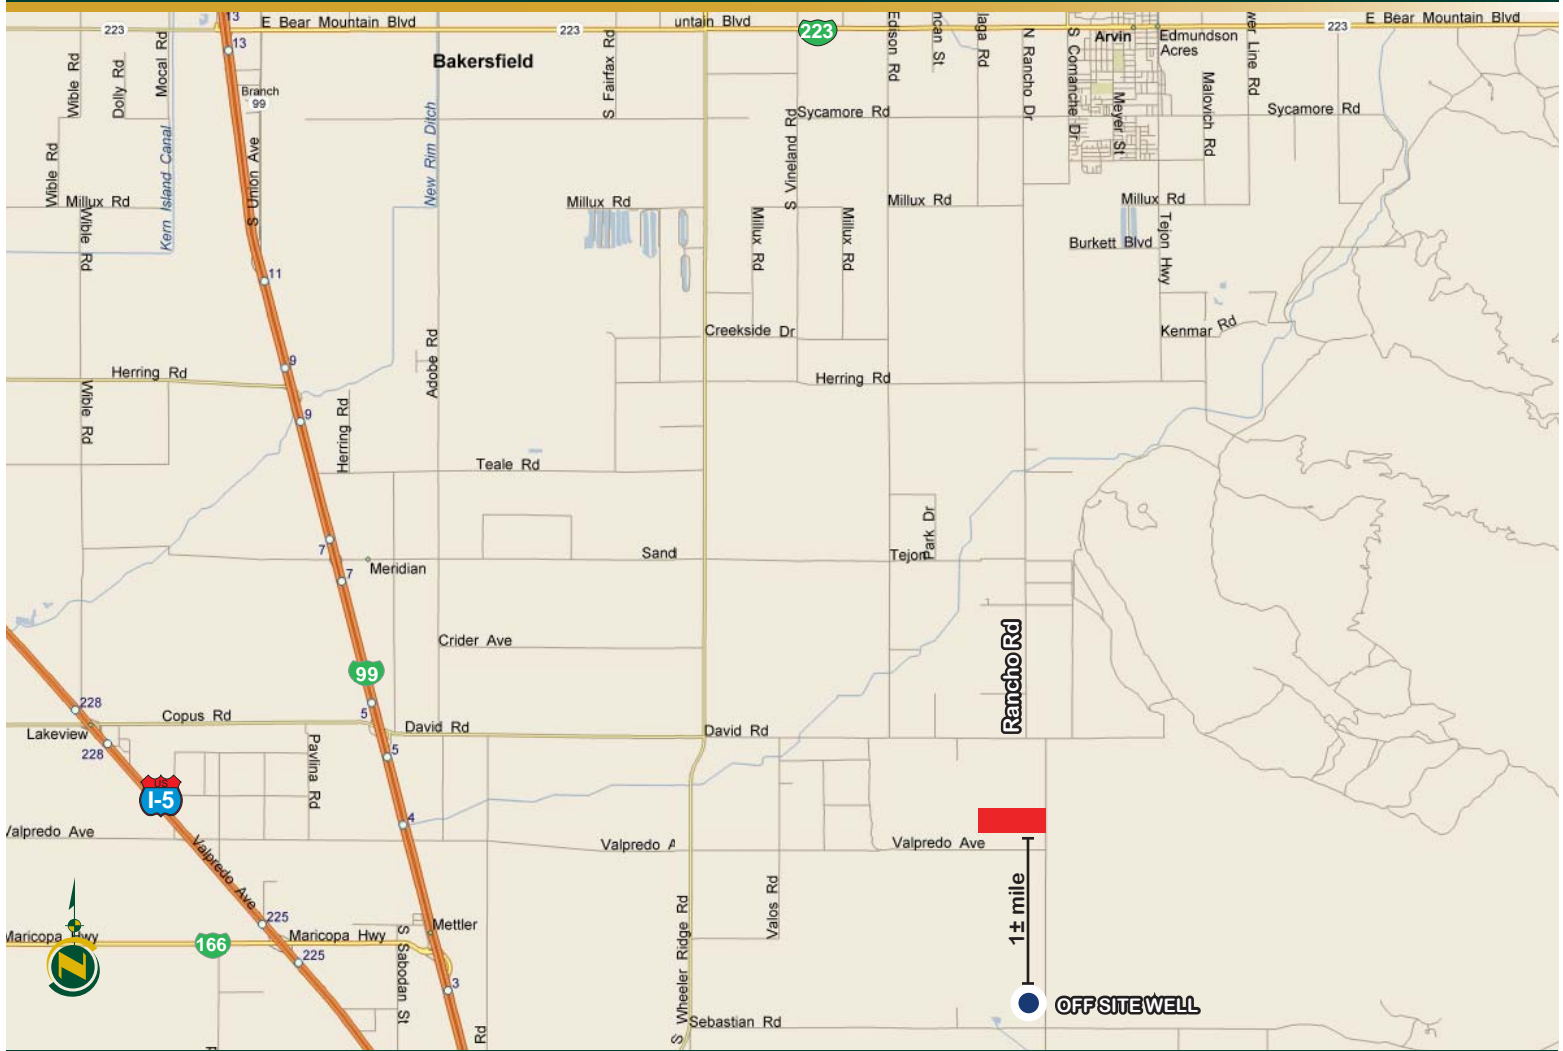 13
E Bear Mountain Blvd
untain Blvd
223
E Bear Mountain Blvd
223
223
223
13
Wible Rd
Dolly Rd
Mocal Rd
Branch
99
Bakersfield
S Fairfax Rd
Edison Rd
ncan St
laga Rd
N Rancho Dr
S Comanche Dr
Arvin
Edmundson
Acres
Meyer St
Malovich Rd
wer Line Rd
Sycamore Rd
Sycamore Rd
Wible Rd
Kern Island Canal
S Union Ave
New Rim Ditch
S Vineland Rd
Millux Rd
Wible Rd
Millux Rd
Millux Rd
Millux Rd
Millux Rd
Millux Rd
Burkett Blvd
Tejon Hwy
11
Creekside Dr
Kenmar Rd
9
Herring Rd
Adobe Rd
Herring Rd
Wible Rd
9
Herring Rd
Teale Rd
7
Meridian
7
Sand
Tejon
Park Dr
Crider Ave
Rancho Rd
99
228
Copus Rd
5
David Rd
David Rd
Lakeview
228
5
Pavlina Rd
US
I-5
4
Valpredo Ave
Valpredo Ave
Valpredo A
Valpredo Ave
1± mile
Valos Rd
225
Mettler
Maricopa Hwy
166
Maricopa Hwy
225
S Sabodan St
S Wheeler Ridge Rd
N
3
OFF SITE WELL
Sebastian Rd
Rd